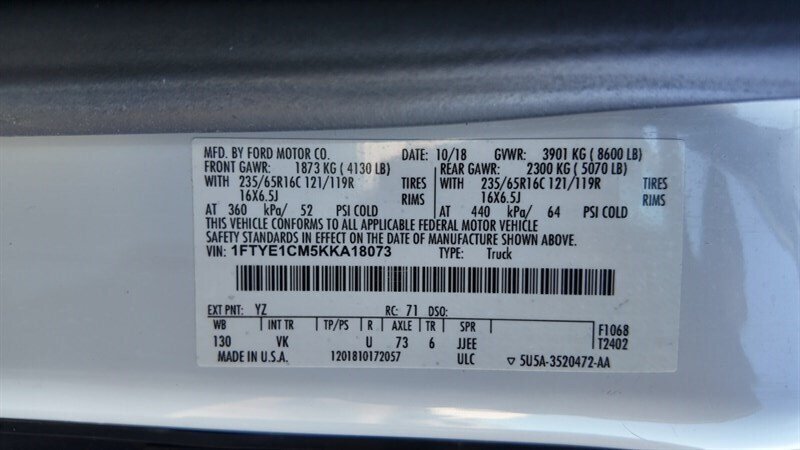 MFD. BY FORD MOTOR CO. DATE: 10/18 GVWR: 3901 KG ( 8600 LB)
FRONT GAWR: 1873 KG ( 4130 LB) REAR GAWR: 2300 KG ( 5070 LB)
WITH 235/65R16C 121/119R TIRES WITH 235/65R16C 121/119R TIRES
16X6.5J RIMS 16X6.5J RIMS
AT 360 kPa/ 52 PSI COLD AT 440 kPa/ 64 PSI COLD
THIS VEHICLE CONFORMS TO ALL APPLICABLE FEDERAL MOTOR VEHICLE
SAFETY STANDARDS IN EFFECT ON THE DATE OF MANUFACTURE SHOWN ABOVE.
VIN: 1FTYE1CM5KKA18073 TYPE: Truck
EXT PNT: YZ RC: 71 DSO:
WB INT TR TP/PS R AXLE TR SPR F1068
130 VK U 73 6 JJEE T2402
MADE IN U.S.A. 1201810172057 ULC ▽ 5U5A-3520472-AA